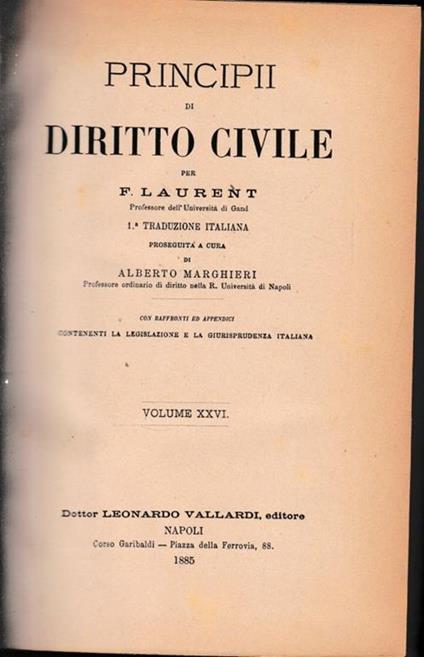 PRINCIPII
DI
DIRITTO CIVILE
PER
F. LAURENT
Professore dell'Università di Gand
1.ª TRADUZIONE ITALIANA
PROSEGUITA A CURA
DI
ALBERTO MARGHIERI
Professore ordinario di diritto nella R. Università di Napoli
CON RAFFRONTI ED APPENDICI
CONTENENTI LA LEGISLAZIONE E LA GIURISPRUDENZA ITALIANA
VOLUME XXVI.
Dottor LEONARDO VALLARDI, editore
NAPOLI
Corso Garibaldi — Piazza della Ferrovia, 88.
1885